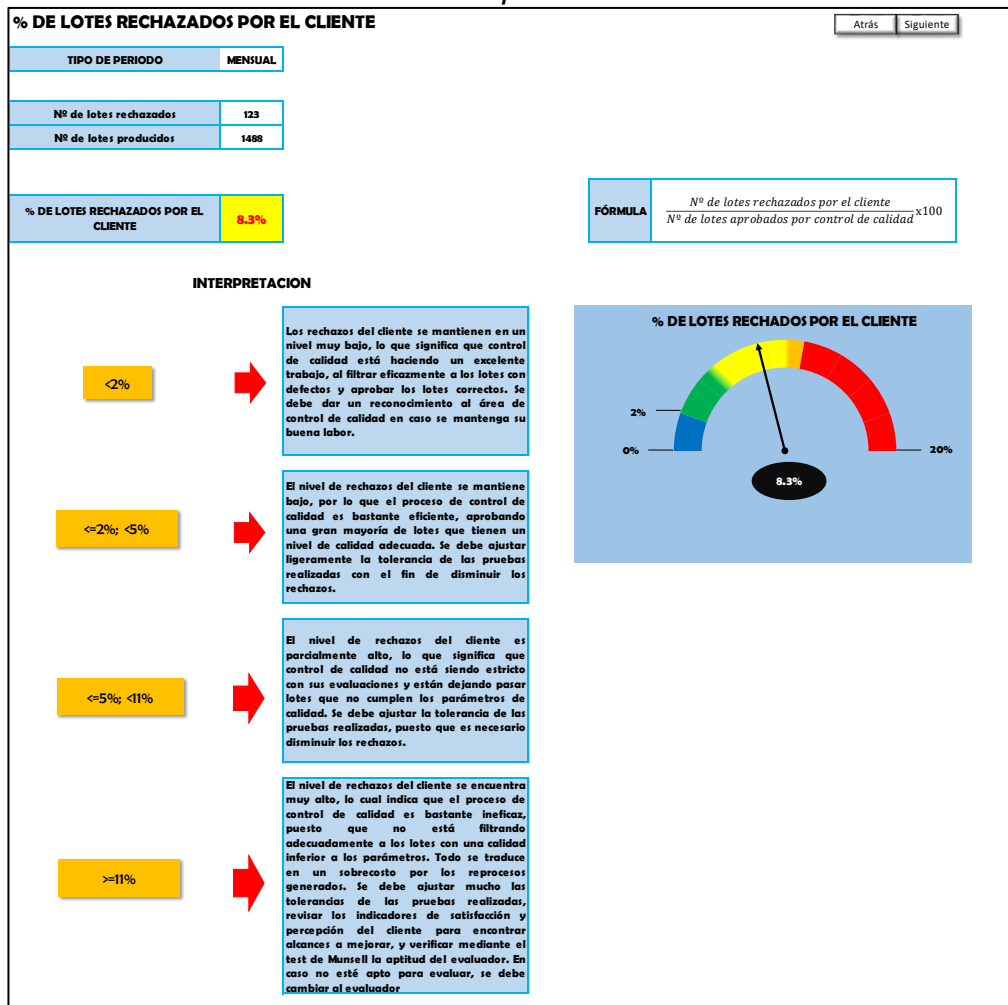 % DE LOTES RECHAZADOS POR EL CLIENTE
Atrás Siguiente
TIPO DE PERIODO MENSUAL
Nº de lotes rechazados 123
Nº de lotes producidos 1488
% DE LOTES RECHAZADOS POR EL
CLIENTE
8.3%
FÓRMULA
Nº de lotes rechazados por el cliente
Nº de lotes aprobados por control de calidad
x100
INTERPRETACION
<2%
Los rechazos del cliente se mantienen en un
nivel muy bajo, lo que significa que control
de calidad está haciendo un excelente
trabajo, al filtrar eficazmente a los lotes con
defectos y aprobar los lotes correctos. Se
debe dar un reconocimiento al área de
control de calidad en caso se mantenga su
buena labor.
% DE LOTES RECHADOS POR EL CLIENTE
2%
0%
20%
8.3%
<=2%; <5%
El nivel de rechazos del cliente se mantiene
bajo, por lo que el proceso de control de
calidad es bastante eficiente, aprobando
una gran mayoría de lotes que tienen un
nivel de calidad adecuada. Se debe ajustar
ligeramente la tolerancia de las pruebas
realizadas con el fin de disminuir los
rechazos.
<=5%; <11%
El nivel de rechazos del cliente es
parcialmente alto, lo que significa que
control de calidad no está siendo estricto
con sus evaluaciones y están dejando pasar
lotes que no cumplen los parámetros de
calidad. Se debe ajustar la tolerancia de las
pruebas realizadas, puesto que es necesario
disminuir los rechazos.
>=11%
El nivel de rechazos del cliente se encuentra
muy alto, lo cual indica que el proceso de
control de calidad es bastante ineficaz,
puesto que no está filtrando
adecuadamente a los lotes con una calidad
inferior a los parámetros. Todo se traduce
en un sobrecosto por los reprocesos
generados. Se debe ajustar mucho las
tolerancias de las pruebas realizadas,
revisar los indicadores de satisfacción y
percepción del cliente para encontrar
alcances a mejorar, y verificar mediante el
test de Munsell la aptitud del evaluador. En
caso no esté apto para evaluar, se debe
cambiar al evaluador